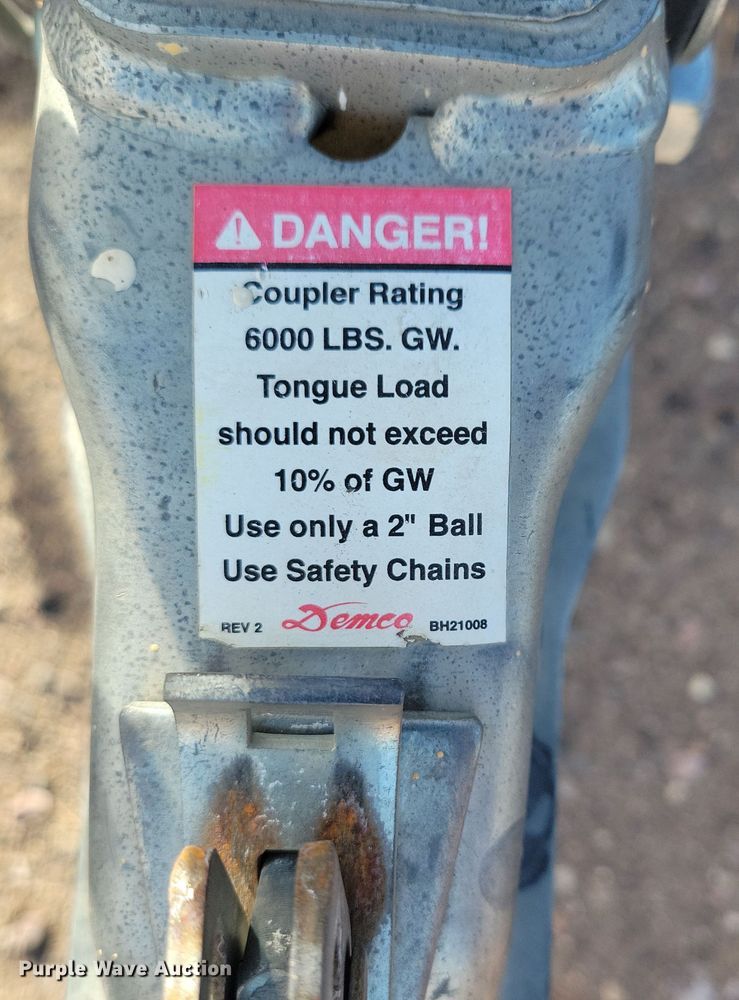 DANGER!
Coupler Rating
6000 LBS. GW.
Tongue Load
should not exceed
10% of GW
Use only a 2" Ball
Use Safety Chains
REV 2 Demco BH21008
Purple Wave Auction